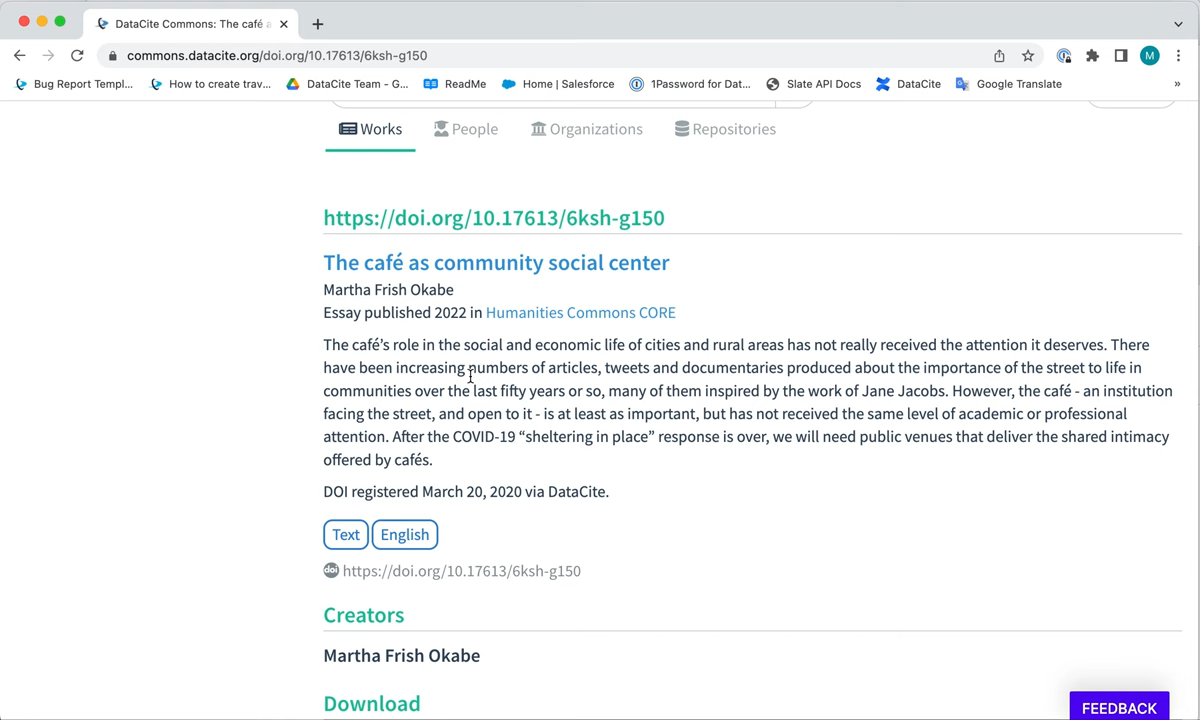 DataCite Commons: The café a
commons.datacite.org/doi.org/10.17613/6ksh-g150
M
Bug Report Templ... How to create trav... DataCite Team - G... ReadMe Home | Salesforce 1Password for Dat... Slate API Docs DataCite Google Translate »
Works People Organizations Repositories
https://doi.org/10.17613/6ksh-g150
The café as community social center
Martha Frish Okabe
Essay published 2022 in Humanities Commons CORE
The café’s role in the social and economic life of cities and rural areas has not really received the attention it deserves. There
have been increasing numbers of articles, tweets and documentaries produced about the importance of the street to life in
communities over the last fifty years or so, many of them inspired by the work of Jane Jacobs. However, the café - an institution
facing the street, and open to it - is at least as important, but has not received the same level of academic or professional
attention. After the COVID-19 “sheltering in place” response is over, we will need public venues that deliver the shared intimacy
offered by cafés.
DOI registered March 20, 2020 via DataCite.
Text English
doi https://doi.org/10.17613/6ksh-g150
Creators
Martha Frish Okabe
Download
FEEDBACK